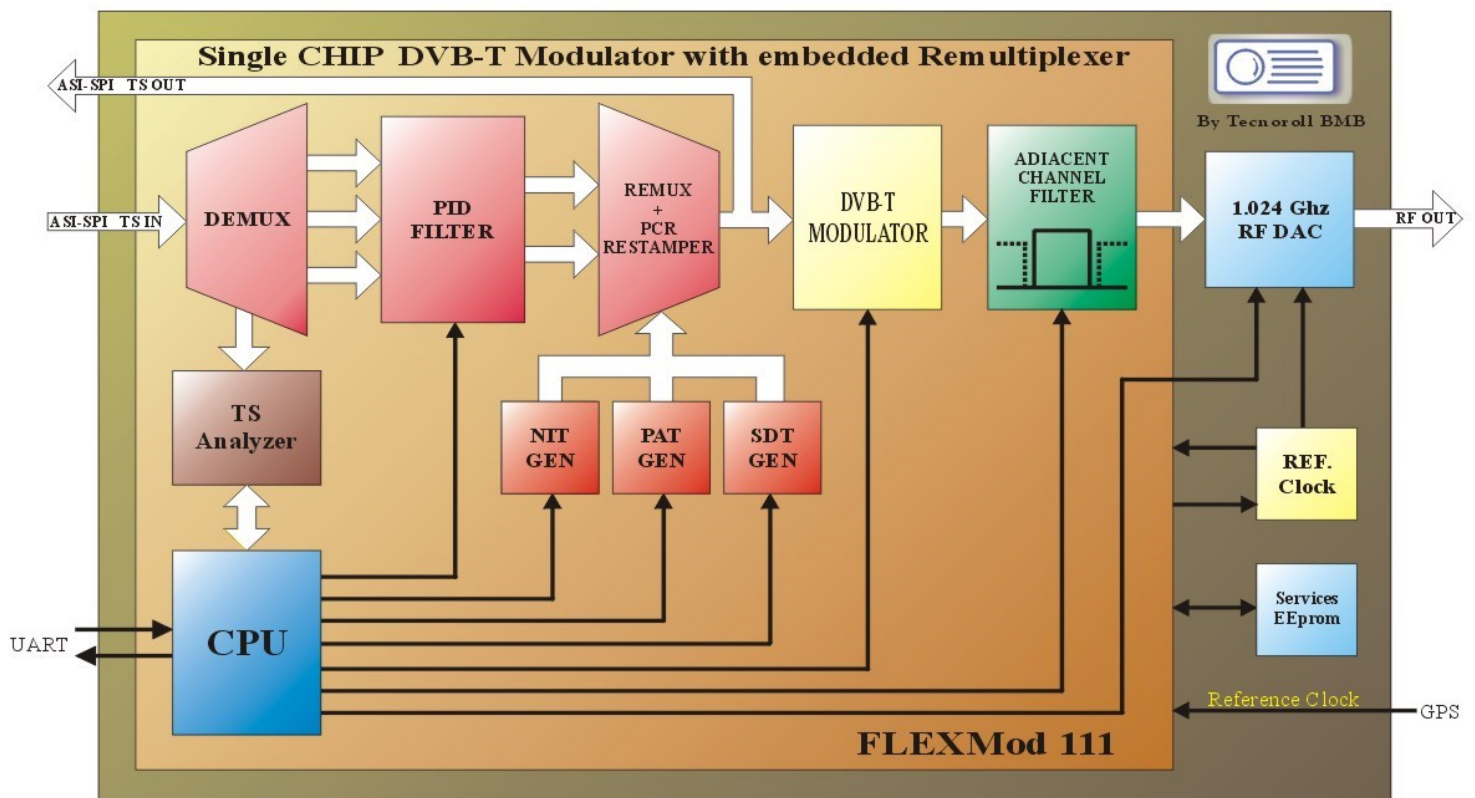 Single CHIP DVB-T Modulator with embedded Remultiplexer
ASI-SPI TS OUT
By Tecnoroll BMB
ASI-SPI TS IN
DEMUX
PID
FILTER
REMUX
+
PCR
RESTAMPER
DVB-T
MODULATOR
ADIACENT
CHANNEL
FILTER
1.024 Ghz
RF DAC
RF OUT
TS
Analyzer
NIT
GEN
PAT
GEN
SDT
GEN
REF.
Clock
CPU
UART
Services
EEprom
Reference Clock
GPS
FLEXMod 111